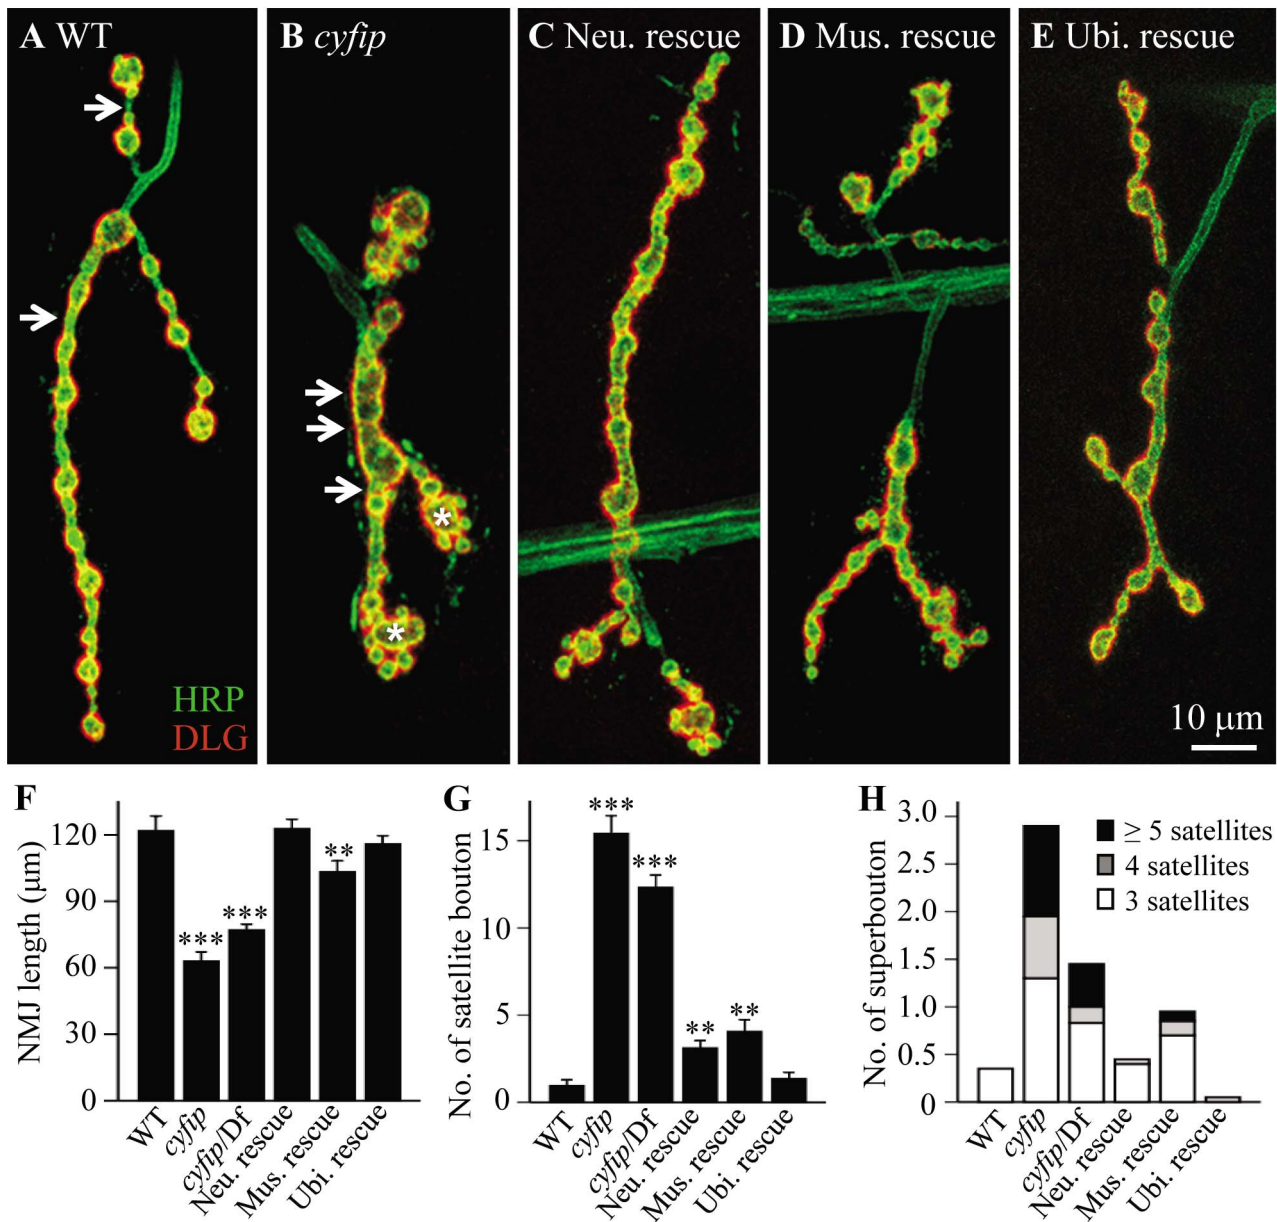 A WT
B cyfip
C Neu. rescue
D Mus. rescue
E Ubi. rescue
*
*
HRP
DLG
10 μm
F
NMJ length (μm)
120
90
60
30
0
***
***
**
WT
cyfip
cyfip/Df
Neu. rescue
Mus. rescue
Ubi. rescue
G
No. of satellite bouton
15
10
5
0
***
***
**
**
WT
cyfip
cyfip/Df
Neu. rescue
Mus. rescue
Ubi. rescue
H
No. of superbouton
3.0
2.5
2.0
1.5
1.0
0.5
0
≥ 5 satellites
4 satellites
3 satellites
WT
cyfip
cyfip/Df
Neu. rescue
Mus. rescue
Ubi. rescue